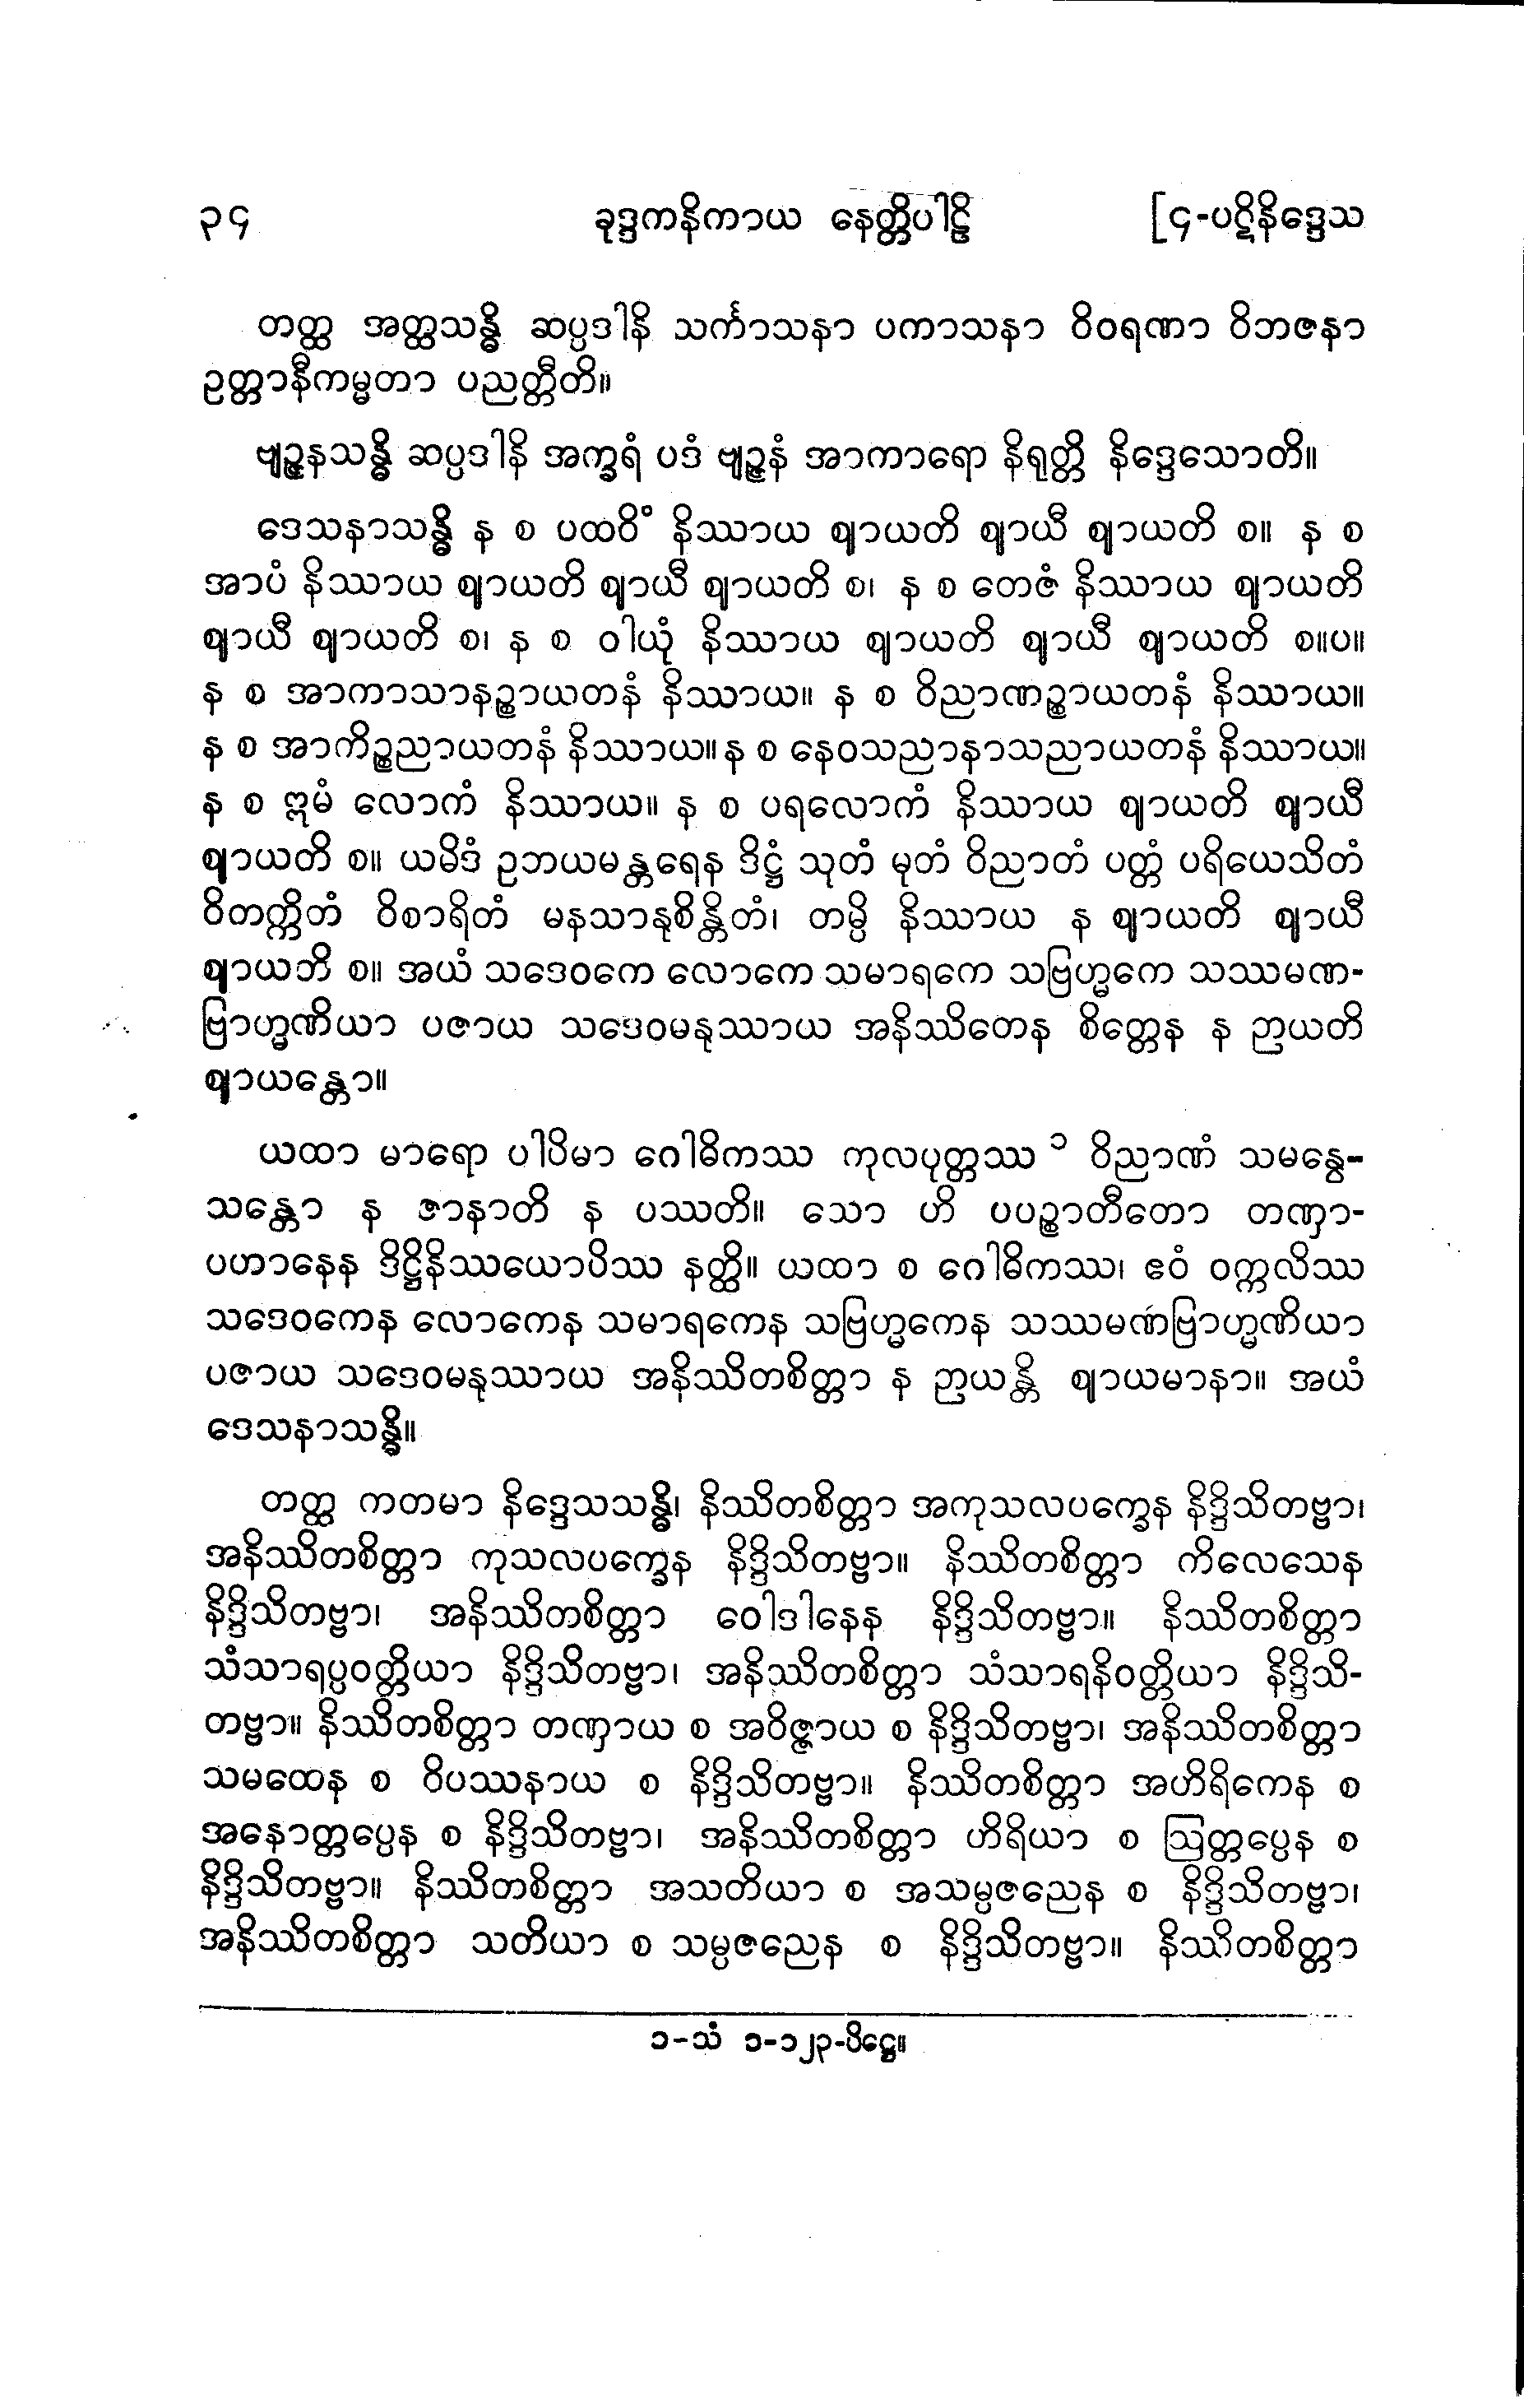 ၃၄ ခုဒ္ဒကနိကာယ နေတ္တိပါဠိ [၄-ပဋိနိဒ္ဒေသ
တတ္ထ အတ္ထသန္ဓိ ဆပ္ပဒါနိ သင်္ကာသနာ ပကာသနာ ဝိဝရဏာ ဝိဘဇနာ
ဥတ္တာနီကမ္မတာ ပညတ္တီတိ။
ဗျဉ္ဇနသန္ဓိ ဆပ္ပဒါနိ အက္ခရံ ပဒံ ဗျဉ္ဇနံ အာကာရော နိရုတ္တိ နိဒ္ဒေသောတိ။
ဒေသနာသန္ဓိ န စ ပထဝိံ နိဿာယ ဈာယတိ ဈာယီ ဈာယတိ စ။ န စ
အာပံ နိဿာယ ဈာယတိ ဈာယီ ဈာယတိ စ၊ န စ တေဇံ နိဿာယ ဈာယတိ
ဈာယီ ဈာယတိ စ၊ န စ ဝါယုံ နိဿာယ ဈာယတိ ဈာယီ ဈာယတိ စ။ပ။
န စ အာကာသာနဉ္စာယတနံ နိဿာယ။ န စ ဝိညာဏဉ္စာယတနံ နိဿာယ။
န စ အာကိဉ္စညာယတနံ နိဿာယ။ န စ နေဝသညာနာသညာယတနံ နိဿာယ။
န စ ဣမံ လောကံ နိဿာယ။ န စ ပရလောကံ နိဿာယ ဈာယတိ ဈာယီ
ဈာယတိ စ။ ယမိဒံ ဥဘယမန္တရေန ဒိဋ္ဌံ သုတံ မုတံ ဝိညာတံ ပတ္တံ ပရိယေသိတံ
ဝိတက္ကိတံ ဝိစာရိတံ မနသာနုစိန္တိတံ၊ တမ္ပိ နိဿာယ န ဈာယတိ ဈာယီ
ဈာယတိ စ။ အယံ သဒေဝကေ လောကေ သမာရကေ သဗြဟ္မကေ သဿမဏ-
ဗြာဟ္မဏိယာ ပဇာယ သဒေဝမနုဿာယ အနိဿိတေန စိတ္တေန န ဉာယတိ
ဈာယန္တော။
ယထာ မာရော ပါပိမာ ဂေါဓိကဿ ကုလပုတ္တဿ ၁ ဝိညာဏံ သမန္ွေ-
သန္တော န ဇာနာတိ န ပဿတိ။ သော ဟိ ပပဉ္စာတီတော တဏှာ-
ပဟာနေန ဒိဋ္ဌိနိဿယောပိဿ နတ္ထိ။ ယထာ စ ဂေါဓိကဿ၊ ဧဝံ ဝက္ကလိဿ
သဒေဝကေန လောကေန သမာရကေန သဗြဟ္မကေန သဿမဏဗြာဟ္မဏိယာ
ပဇာယ သဒေဝမနုဿာယ အနိဿိတစိတ္တာ န ဉာယန္တိ ဈာယမာနာ။ အယံ
ဒေသနာသန္ဓိ။
တတ္ထ ကတမာ နိဒ္ဒေသသန္ဓိ၊ နိဿိတစိတ္တာ အကုသလပက္ခေန နိဒ္ဒိသိတဗ္ဗာ၊
အနိဿိတစိတ္တာ ကုသလပက္ခေန နိဒ္ဒိသိတဗ္ဗာ။ နိဿိတစိတ္တာ ကိလေသေန
နိဒ္ဒိသိတဗ္ဗာ၊ အနိဿိတစိတ္တာ ဝေါဒါနေန နိဒ္ဒိသိတဗ္ဗာ။ နိဿိတစိတ္တာ
သံသာရပ္ပဝတ္တိယာ နိဒ္ဒိသိတဗ္ဗာ၊ အနိဿိတစိတ္တာ သံသာရနိဝတ္တိယာ နိဒ္ဒိသိ-
တဗ္ဗာ။ နိဿိတစိတ္တာ တဏှာယ စ အဝိဇ္ဇာယ စ နိဒ္ဒိသိတဗ္ဗာ၊ အနိဿိတစိတ္တာ
သမထေန စ ဝိပဿနာယ စ နိဒ္ဒိသိတဗ္ဗာ။ နိဿိတစိတ္တာ အဟိရိကေန စ
အနောတ္တပ္ပေန စ နိဒ္ဒိသိတဗ္ဗာ၊ အနိဿိတစိတ္တာ ဟိရိယာ စ ဩတ္တပ္ပေန စ
နိဒ္ဒိသိတဗ္ဗာ။ နိဿိတစိတ္တာ အသတိယာ စ အသမ္ပဇညေန စ နိဒ္ဒိသိတဗ္ဗာ၊
အနိဿိတစိတ္တာ သတိယာ စ သမ္ပဇညေန စ နိဒ္ဒိသိတဗ္ဗာ။ နိဿိတစိတ္တာ
၁-သံ ၁-၁၂၃-ပိဋ္ဌေ။